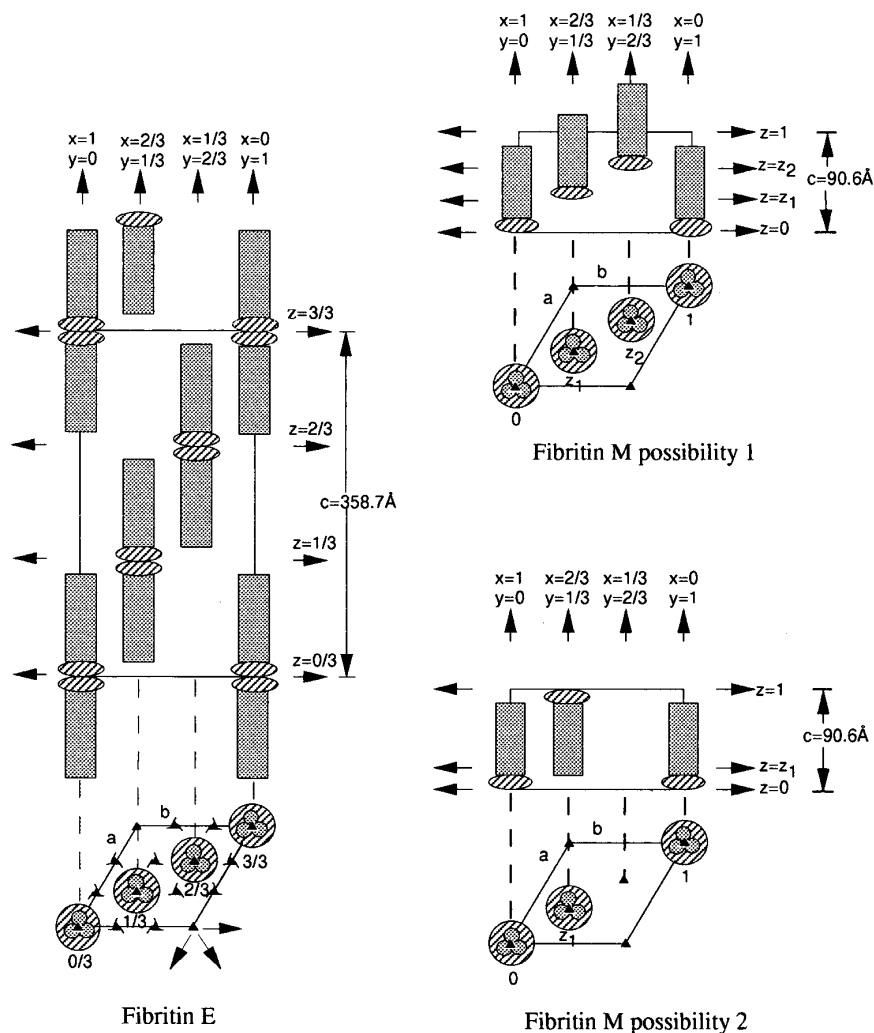 x=1 x=2/3 x=1/3 x=0
y=0 y=1/3 y=2/3 y=1
z=3/3
z=2/3
c=358.7Å
z=1/3
z=0/3
a
b
3/3
2/3
1/3
0/3
Fibritin E
x=1 x=2/3 x=1/3 x=0
y=0 y=1/3 y=2/3 y=1
z=1
z=z2
c=90.6Å
z=z1
z=0
a
b
1
z2
z1
0
Fibritin M possibility 1
x=1 x=2/3 x=1/3 x=0
y=0 y=1/3 y=2/3 y=1
z=1
c=90.6Å
z=z1
z=0
a
b
1
z1
0
Fibritin M possibility 2